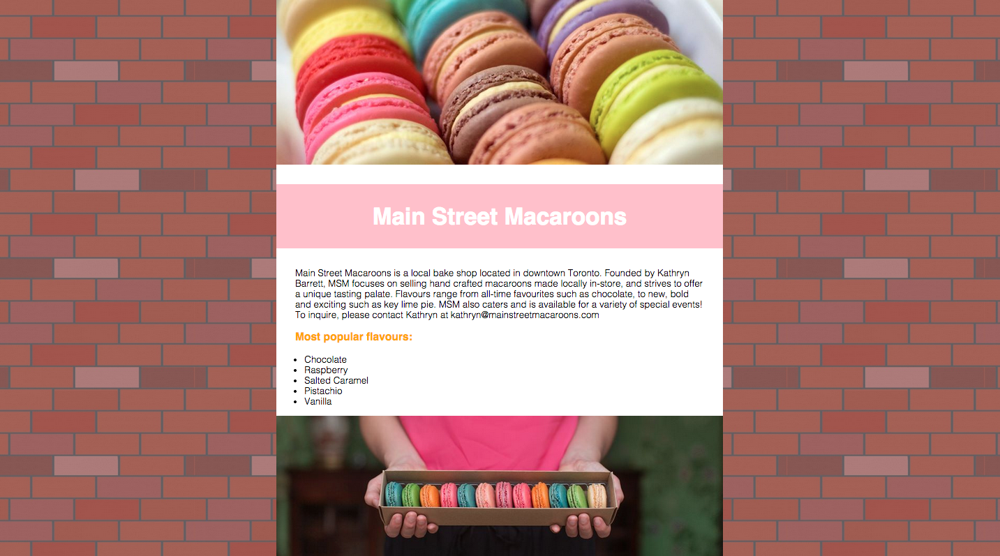 Main Street Macaroons
Main Street Macaroons is a local bake shop located in downtown Toronto. Founded by Kathryn
Barrett, MSM focuses on selling hand crafted macaroons made locally in-store, and strives to offer
a unique tasting palate. Flavours range from all-time favourites such as chocolate, to new, bold
and exciting such as key lime pie. MSM also caters and is available for a variety of special events!
To inquire, please contact Kathryn at kathryn@mainstreetmacaroons.com
Most popular flavours:
• Chocolate
• Raspberry
• Salted Caramel
• Pistachio
• Vanilla